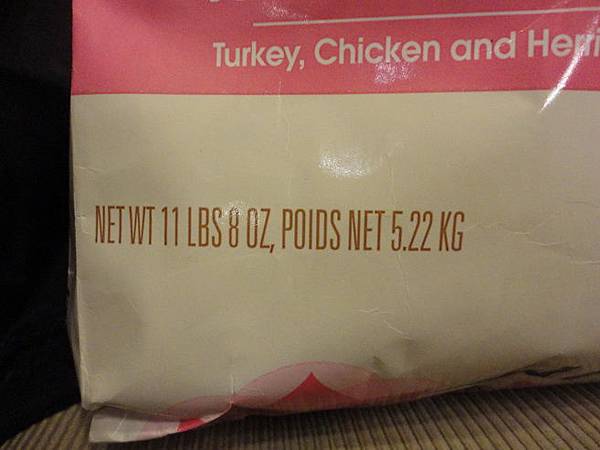 Turkey, Chicken and
NET WT 11 LBS 8 OZ, POIDS NET 5.22 KG